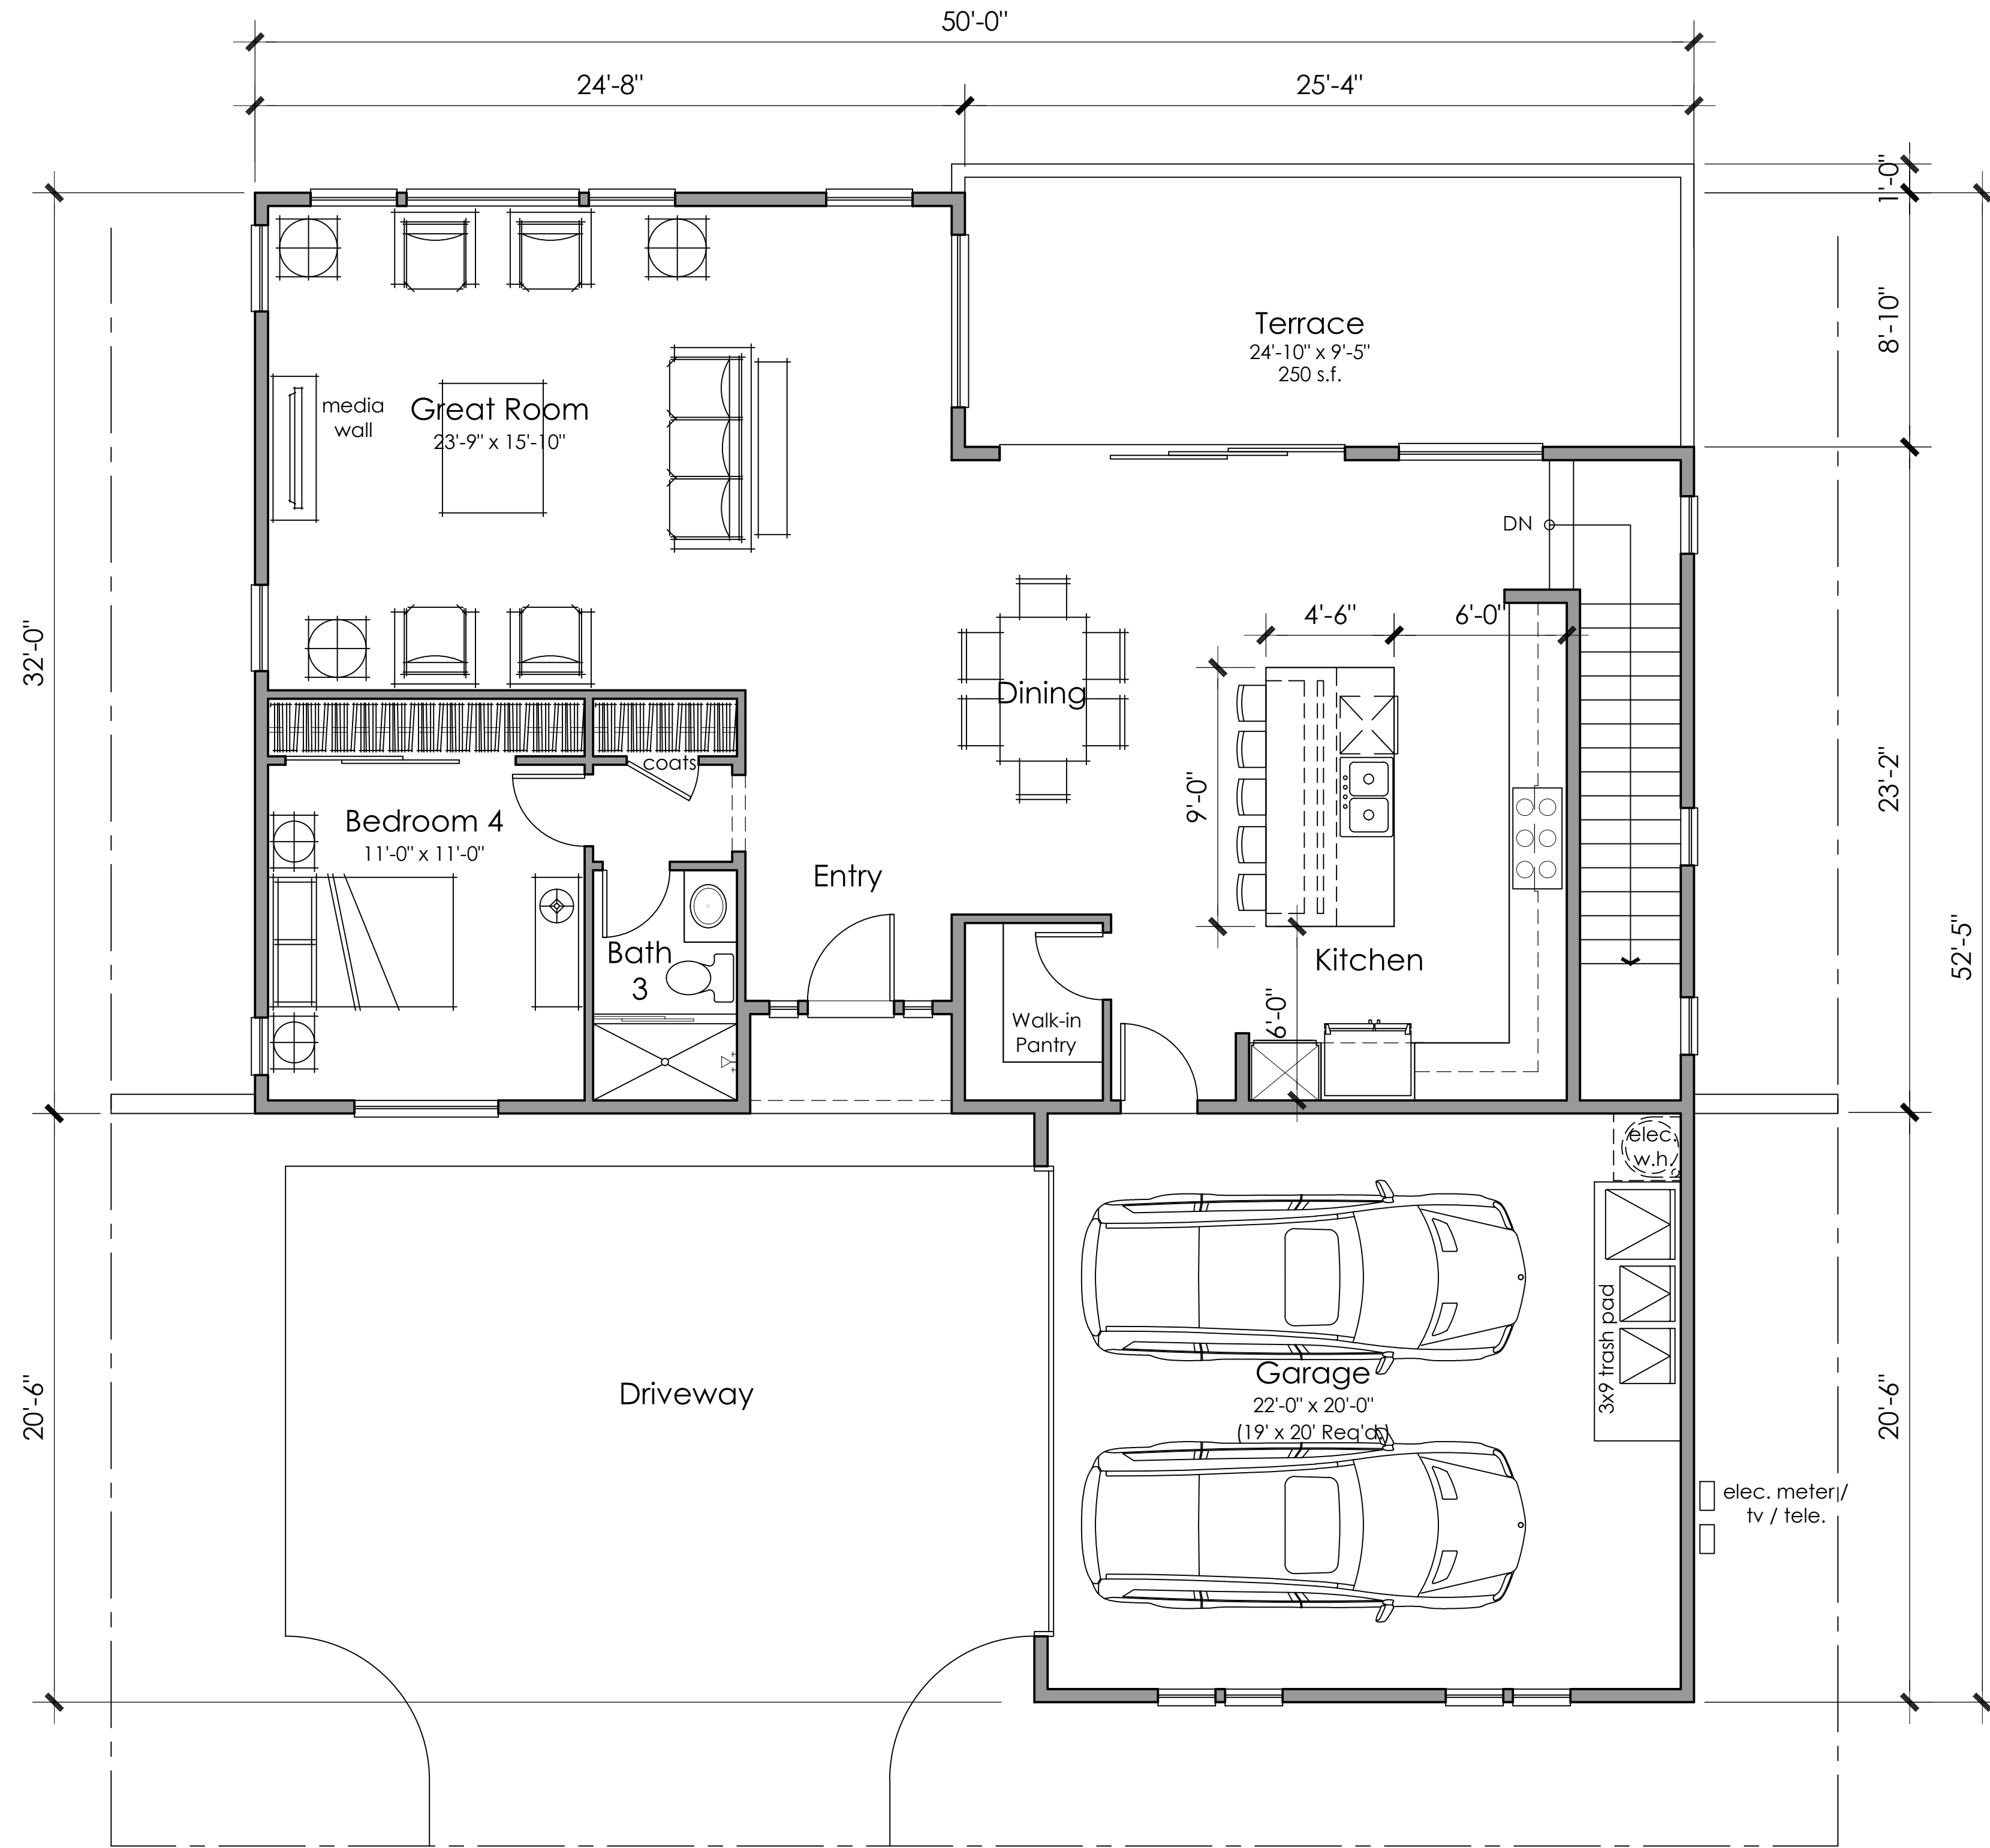 50'-0"
24'-8"
25'-4"
1'-0"
8'-10"
Terrace
24'-10" x 9'-5"
250 s.f.
media
wall
Great Room
23'-9" x 15'-10"
DN
4'-6"
6'-0"
32'-0"
Dining
coats
9'-0"
23'-2"
Bedroom 4
11'-0" x 11'-0"
Entry
Bath
3
Kitchen
52'-5"
6'-0"
Walk-in
Pantry
elec.
w.h.
3x9 trash pad
Driveway
Garage
22'-0" x 20'-0"
(19' x 20' Req'd.)
20'-6"
20'-6"
elec. meter /
tv / tele.